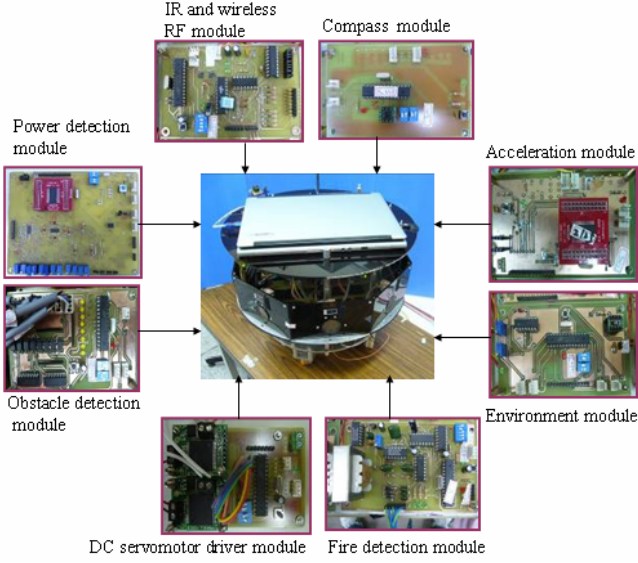 IR and wireless
RF module
Compass module
Power detection
module
Acceleration module
Obstacle detection
module
Environment module
DC servomotor driver module
Fire detection module